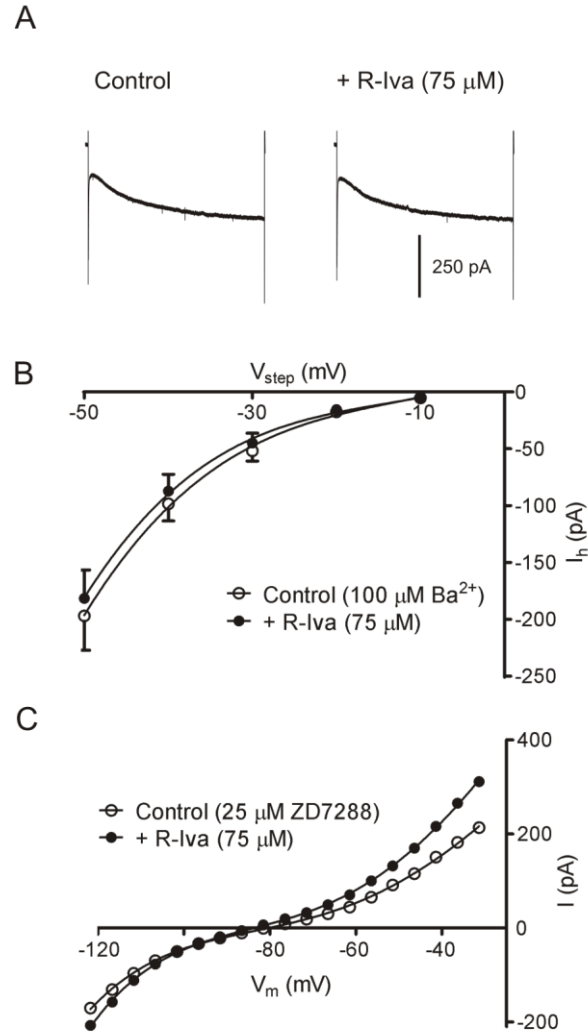 A
Control
+ R-Iva (75 μM)
250 pA
B
V_step (mV)
-50 -30 -10
0
-50
-100
-150
-200
-250
I_h (pA)
Control (100 μM Ba²⁺)
+ R-Iva (75 μM)
C
400
200
0
-200
I (pA)
Control (25 μM ZD7288)
+ R-Iva (75 μM)
-120 -100 -80 -60 -40
V_m (mV)